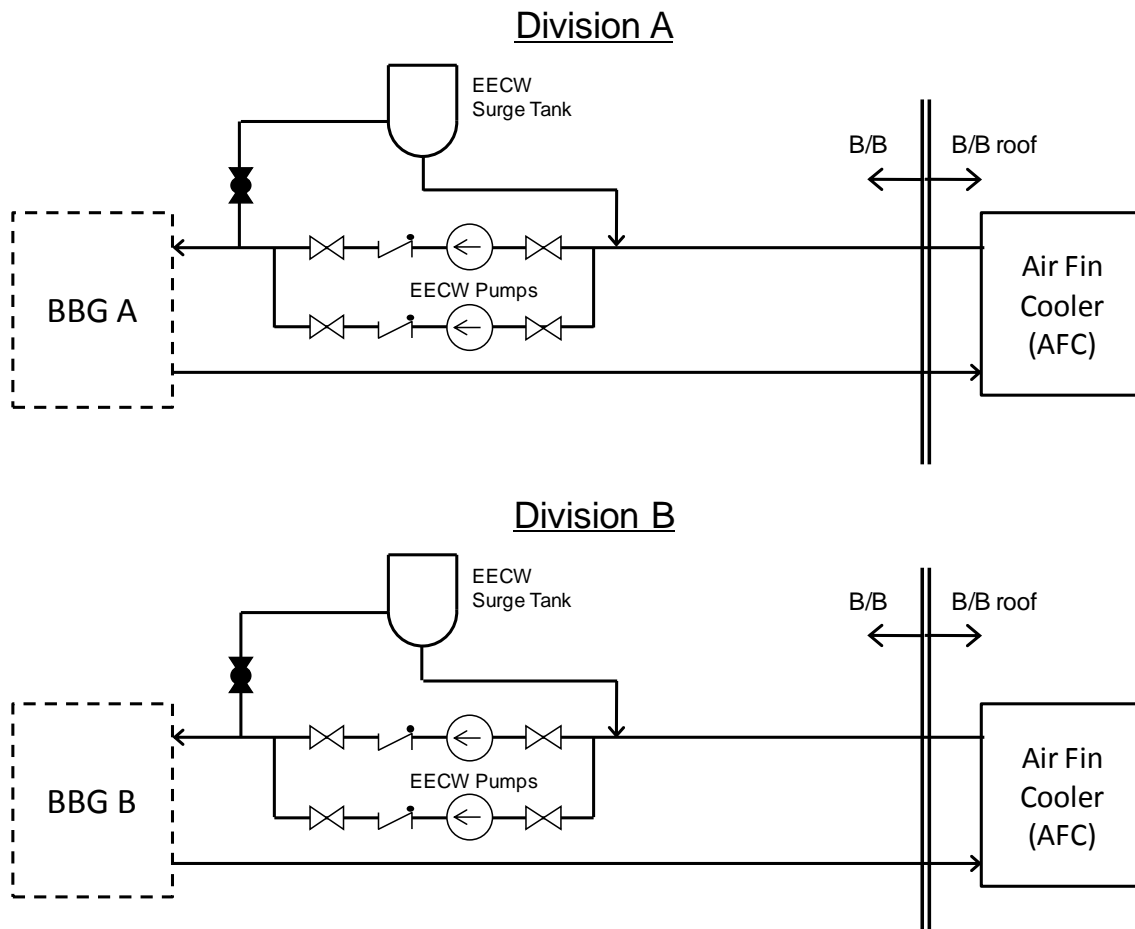 Division A
EECW
Surge Tank
B/B
B/B roof
BBG A
EECW Pumps
Air Fin
Cooler
(AFC)
Division B
EECW
Surge Tank
B/B
B/B roof
BBG B
EECW Pumps
Air Fin
Cooler
(AFC)